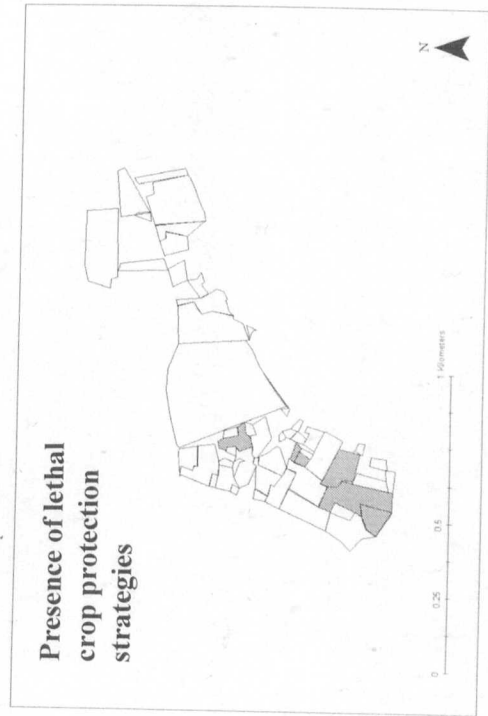 Presence of lethal
crop protection
strategies
N
0
0.25
0.5
1 Kilometers